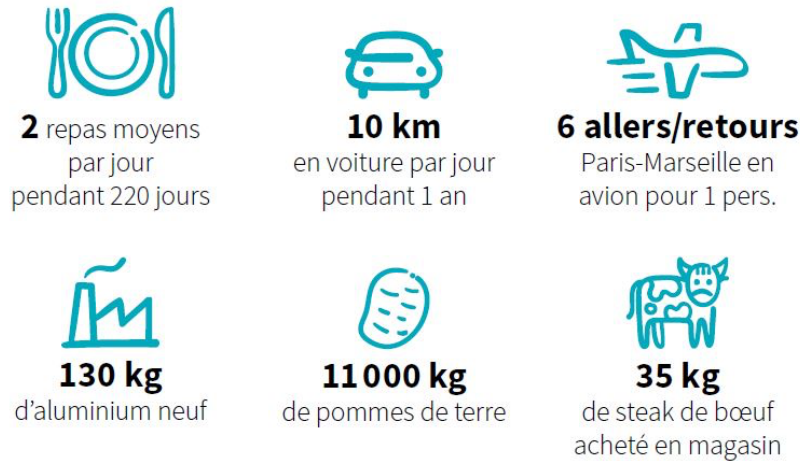 2 repas moyens
par jour
pendant 220 jours
10 km
en voiture par jour
pendant 1 an
6 allers/retours
Paris-Marseille en
avion pour 1 pers.
130 kg
d'aluminium neuf
11 000 kg
de pommes de terre
35 kg
de steak de bœuf
acheté en magasin